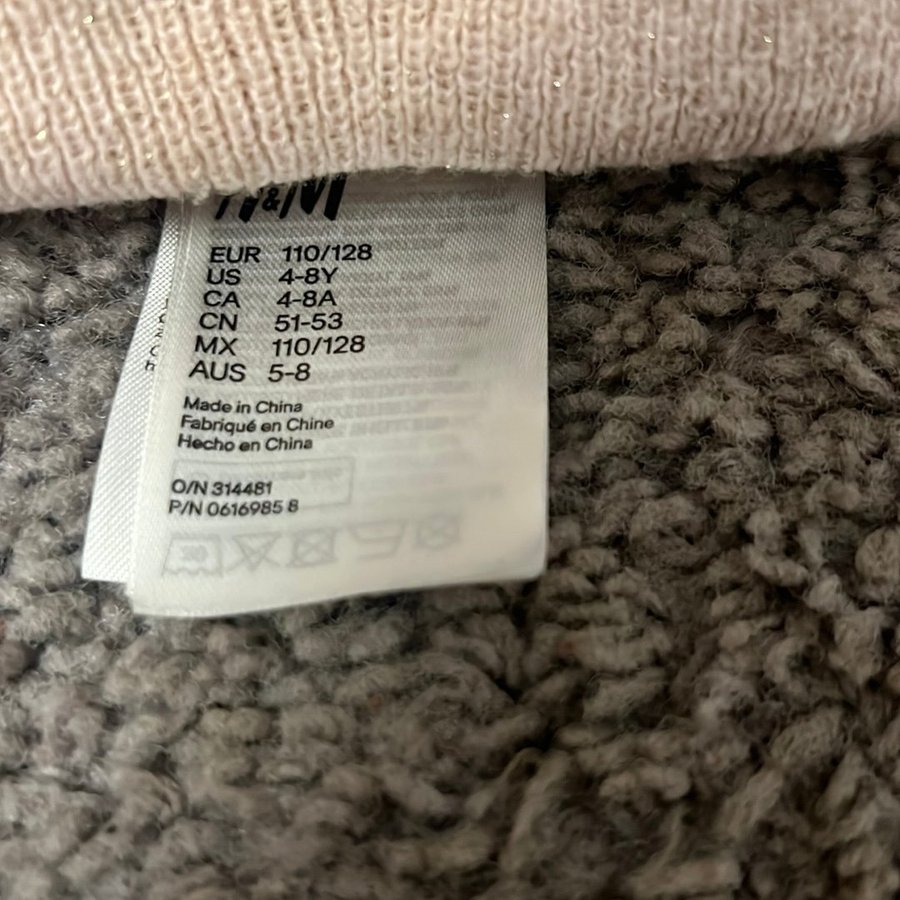 H&M
EUR 110/128
US 4-8Y
CA 4-8A
CN 51-53
MX 110/128
AUS 5-8
Made in China
Fabriqué en Chine
Hecho en China
O/N 314481
P/N 0616985 8